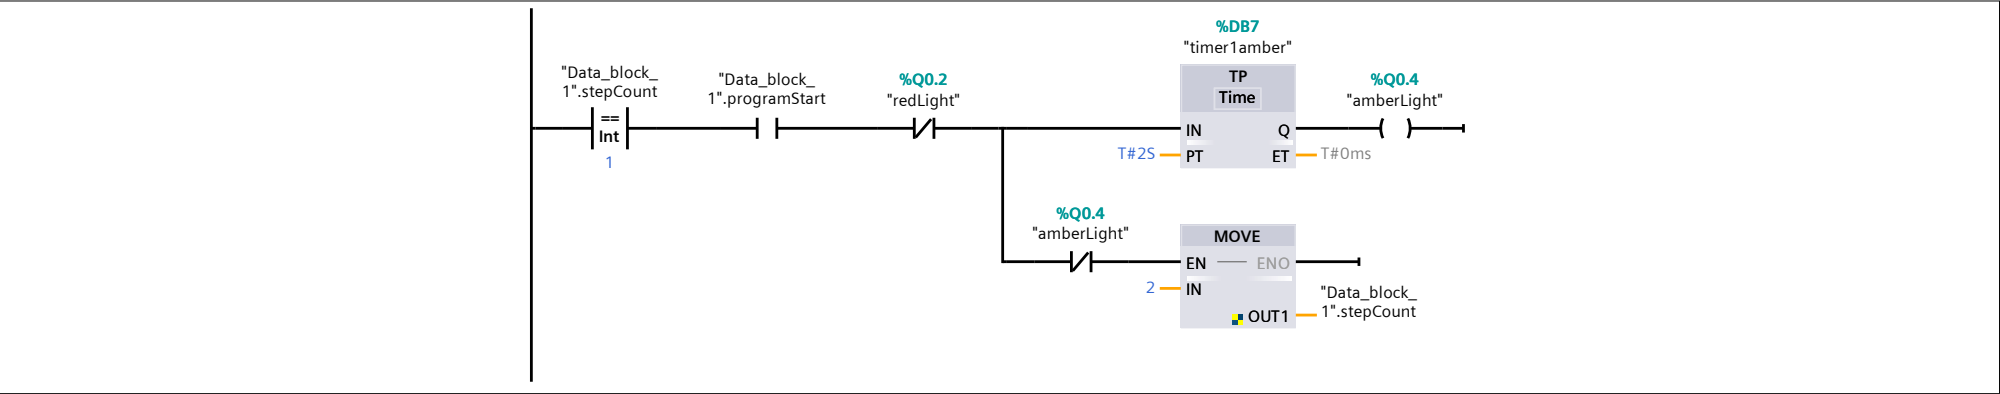 %DB7
"timer1amber"
"Data_block_
1".stepCount
==
Int
1
"Data_block_
1".programStart
%Q0.2
"redLight"
TP
Time
IN
Q
T#2S
PT
ET
T#0ms
%Q0.4
"amberLight"
%Q0.4
"amberLight"
MOVE
EN
ENO
2
IN
OUT1
"Data_block_
1".stepCount